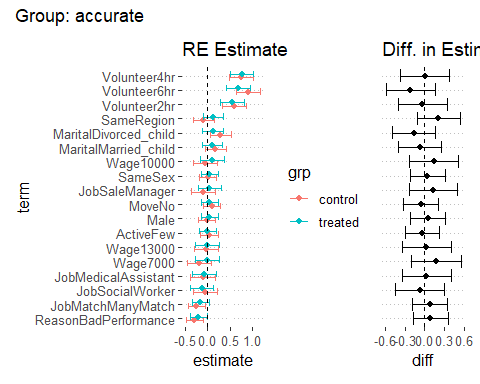 Group: accurate
RE Estimate
Diff. in Estir
term
Volunteer4hr
Volunteer6hr
Volunteer2hr
SameRegion
MaritalDivorced_child
MaritalMarried_child
Wage10000
SameSex
JobSaleManager
MoveNo
Male
ActiveFew
Wage13000
Wage7000
JobMedicalAssistant
JobSocialWorker
JobMatchManyMatch
ReasonBadPerformance
-0.5 0.0 0.5 1.0
estimate
grp
control
treated
-0.6 -0.3 0.0 0.3 0.6
diff